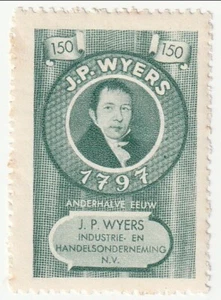 150 150
J.P. WYERS
1797
ANDERHALVE EEUW
J. P. WYERS
INDUSTRIE- EN
HANDELSONDERNEMING
N.V.